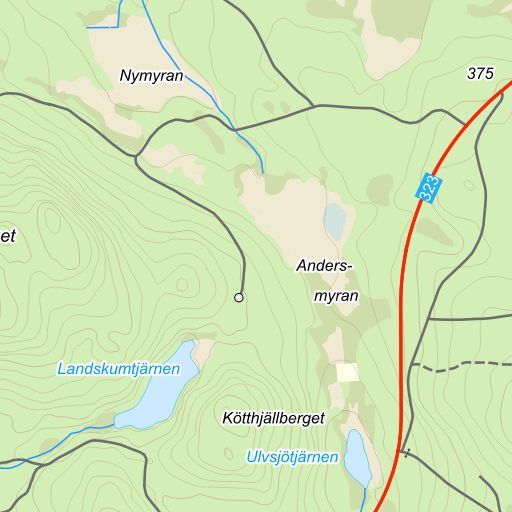 Nymyran
375
323
et
Anders-
myran
Landskumtjärnen
Kötthjällberget
Ulvsjötjärnen